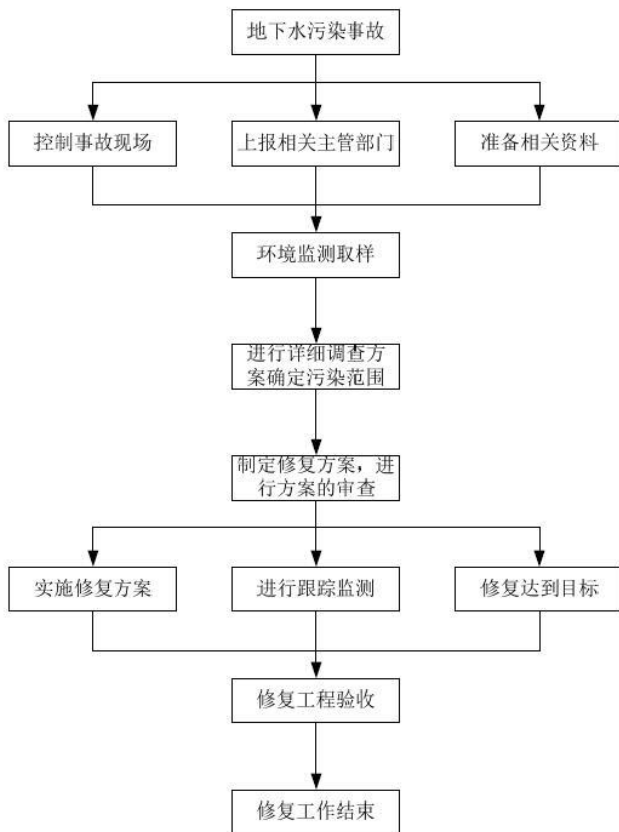 地下水污染事故
控制事故现场
上报相关主管部门
准备相关资料
环境监测取样
进行详细调查方
案确定污染范围
制定修复方案，进
行方案的审查
实施修复方案
进行跟踪监测
修复达到目标
修复工程验收
修复工作结束